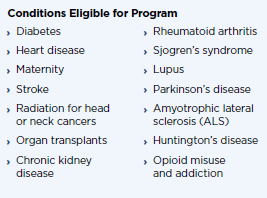 Conditions Eligible for Program
› Diabetes
› Heart disease
› Maternity
› Stroke
› Radiation for head
or neck cancers
› Organ transplants
› Chronic kidney
disease
› Rheumatoid arthritis
› Sjogren's syndrome
› Lupus
› Parkinson's disease
› Amyotrophic lateral
sclerosis (ALS)
› Huntington's disease
› Opioid misuse
and addiction